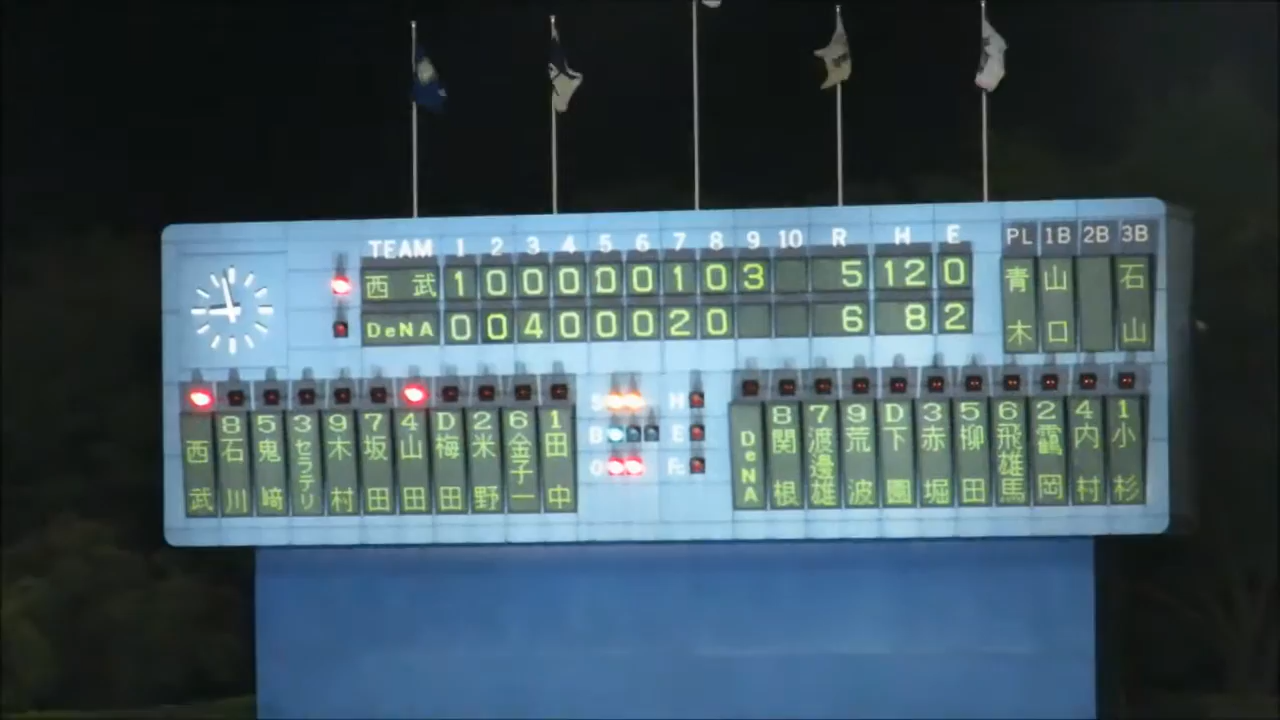 TEAM 1 2 3 4 5 6 7 8 9 10 R H E
西武 1 0 0 0 0 0 1 0 3 5 12 0
DeNA 0 0 4 0 0 0 2 0 6 8 2
PL 1B 2B 3B
青木 山口 石山
西武
8 石川
5 鬼﨑
3 セラテリ
9 木村
7 坂田
4 山田
D 梅田
2 米野
6 金子一
1 田中
S H
B E
O Fc
DeNA
8 関根
7 渡邊雄
9 荒波
D 下園
3 赤堀
5 柳田
6 飛雄馬
2 靏岡
4 内村
1 小杉